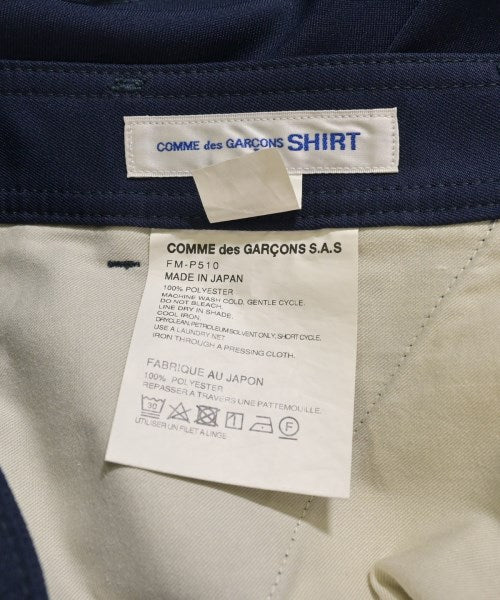 COMME des GARÇONS SHIRT
COMME des GARÇONS S.A.S
FM-P510
MADE IN JAPAN
100% POLYESTER
MACHINE WASH COLD, GENTLE CYCLE.
DO NOT BLEACH.
LINE DRY IN SHADE.
COOL IRON.
DRYCLEAN-PETROLEUM SOLVENT ONLY, SHORT CYCLE.
USE A LAUNDRY NET.
IRON THROUGH A PRESSING CLOTH.
FABRIQUE AU JAPON
100% POLYESTER
REPASSER A TRAVERS UNE PATTEMOUILLE.
30 F
UTILISER UN FILET A LINGE